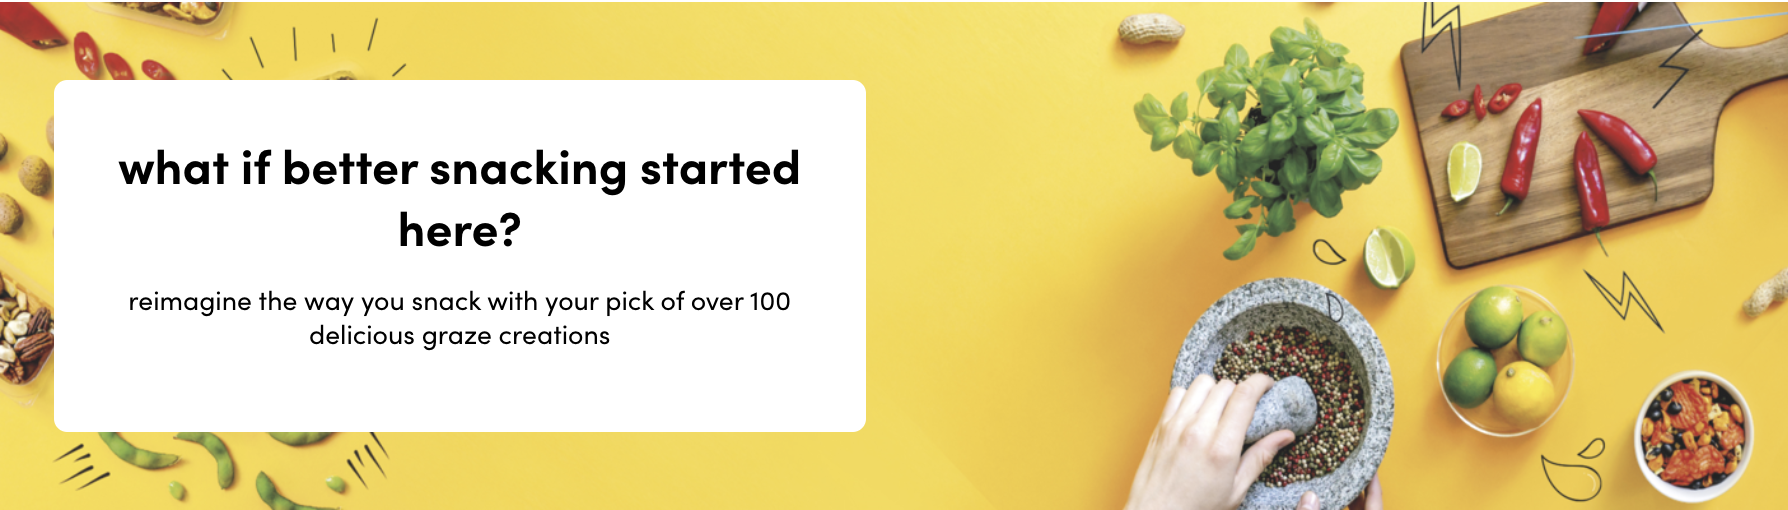 what if better snacking started
here?
reimagine the way you snack with your pick of over 100
delicious graze creations